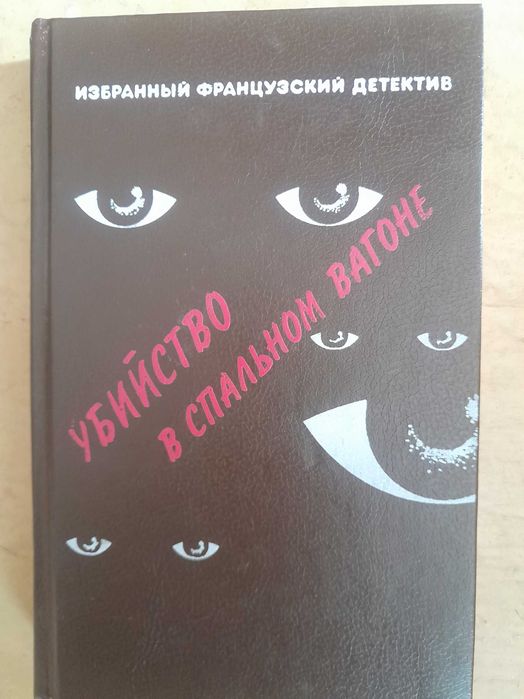 ИЗБРАННЫЙ ФРАНЦУЗСКИЙ ДЕТЕКТИВ
УБИЙСТВО
В СПАЛЬНОМ ВАГОНЕ